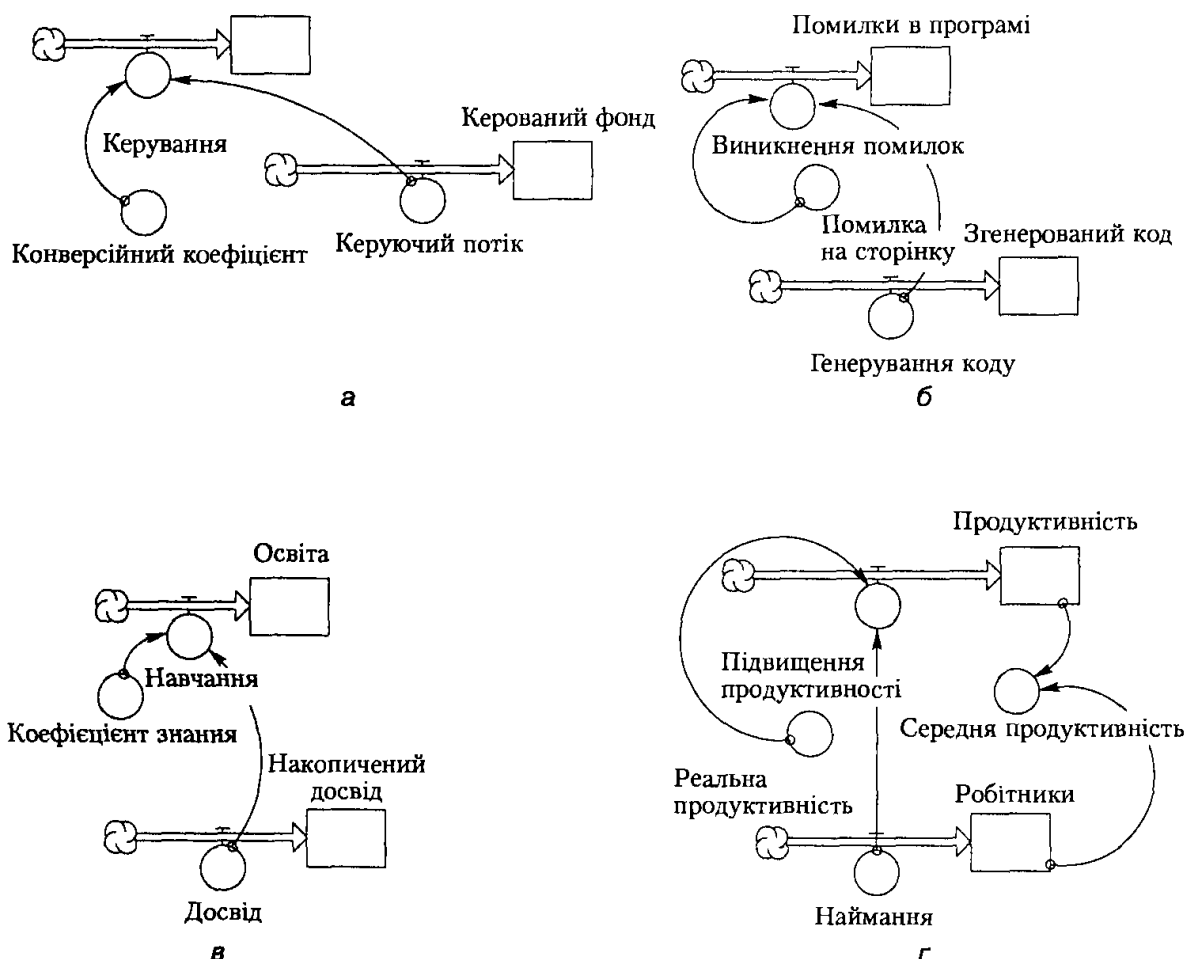 Керування
Керований фонд
Конверсійний коефіцієнт
Керуючий потік
а
Помилки в програмі
Виникнення помилок
Помилка
на сторінку
Згенерований код
Генерування коду
б
Освіта
Навчання
Коефієцієнт знання
Накопичений
досвід
Досвід
в
Продуктивність
Підвищення
продуктивності
Середня продуктивність
Реальна
продуктивність
Робітники
Наймання
г